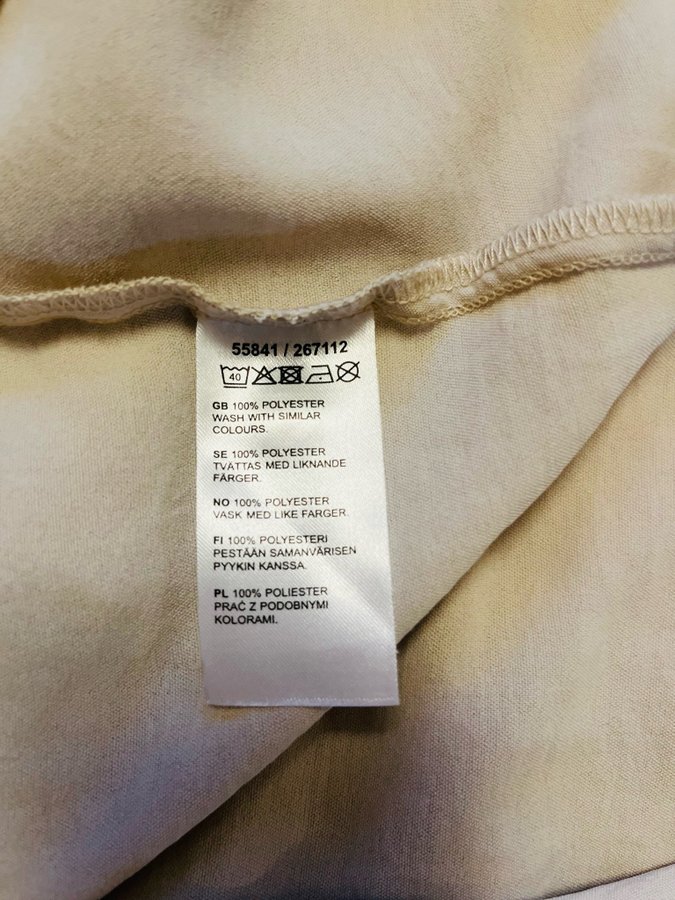 55841 / 267112
40
GB 100% POLYESTER
WASH WITH SIMILAR
COLOURS.
SE 100% POLYESTER
TVÄTTAS MED LIKNANDE
FÄRGER.
NO 100% POLYESTER
VASK MED LIKE FARGER.
FI 100% POLYESTERI
PESTÄÄN SAMANVÄRISEN
PYYKIN KANSSA.
PL 100% POLIESTER
PRAĆ Z PODOBNYMI
KOLORAMI.